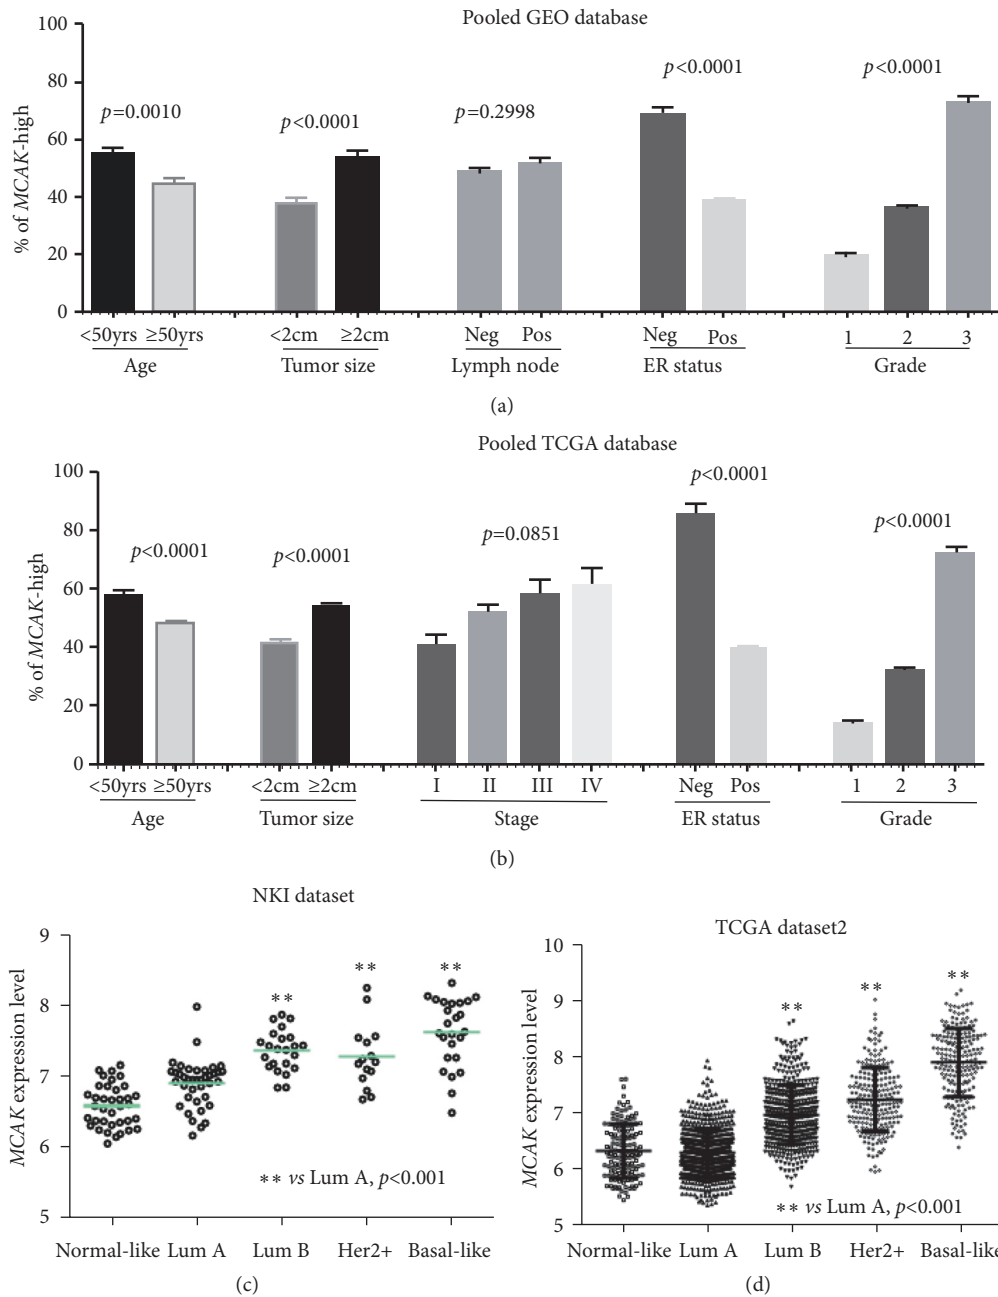 Pooled GEO database
100
80
60
40
20
0
% of MCAK-high
p=0.0010
p<0.0001
p=0.2998
p<0.0001
p<0.0001
<50yrs ≥50yrs <2cm ≥2cm Neg Pos Neg Pos 1 2 3
Age Tumor size Lymph node ER status Grade
(a)
Pooled TCGA database
100
80
60
40
20
0
% of MCAK-high
p<0.0001
p<0.0001
p=0.0851
p<0.0001
p<0.0001
<50yrs ≥50yrs <2cm ≥2cm I II III IV Neg Pos 1 2 3
Age Tumor size Stage ER status Grade
(b)
NKI dataset
9
8
7
6
5
MCAK expression level
**
**
**
** vs Lum A, p<0.001
Normal-like Lum A Lum B Her2+ Basal-like
(c)
TCGA dataset2
10
9
8
7
6
5
MCAK expression level
**
**
**
** vs Lum A, p<0.001
Normal-like Lum A Lum B Her2+ Basal-like
(d)